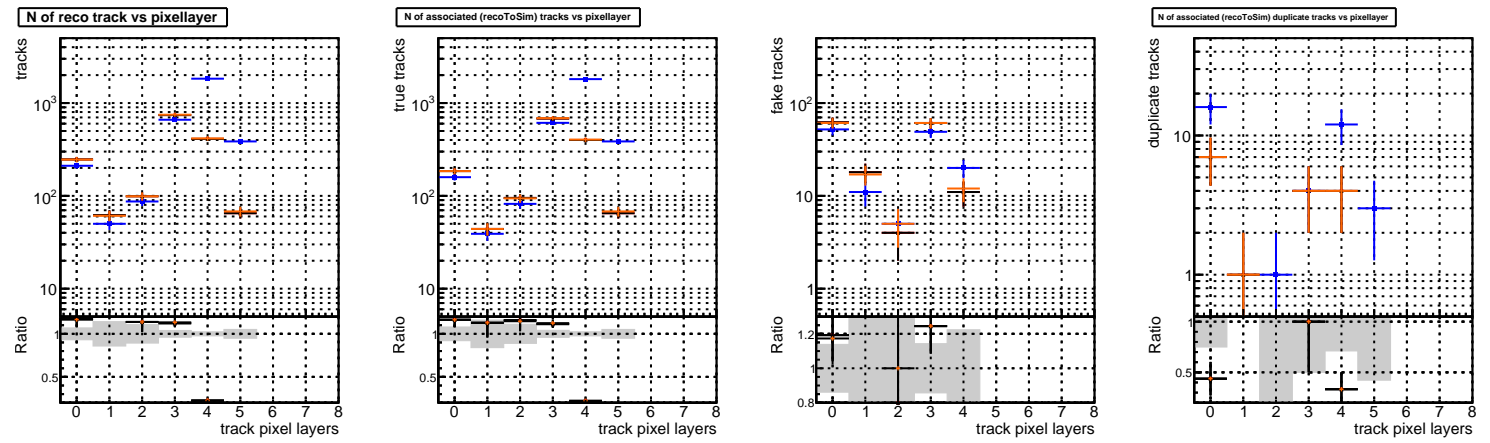 N of reco track vs pixellayer
tracks
10³
10²
10
Ratio
1
0.5
0 1 2 3 4 5 6 7 8
track pixel layers
N of associated (recoToSim) tracks vs pixellayer
true tracks
10³
10²
10
Ratio
1
0.5
0 1 2 3 4 5 6 7 8
track pixel layers
fake tracks
10²
10
1
Ratio
1.2
1
0.8
0 1 2 3 4 5 6 7 8
track pixel layers
N of associated (recoToSim) duplicate tracks vs pixellayer
duplicate tracks
10
1
Ratio
1
0.5
0 1 2 3 4 5 6 7 8
track pixel layers